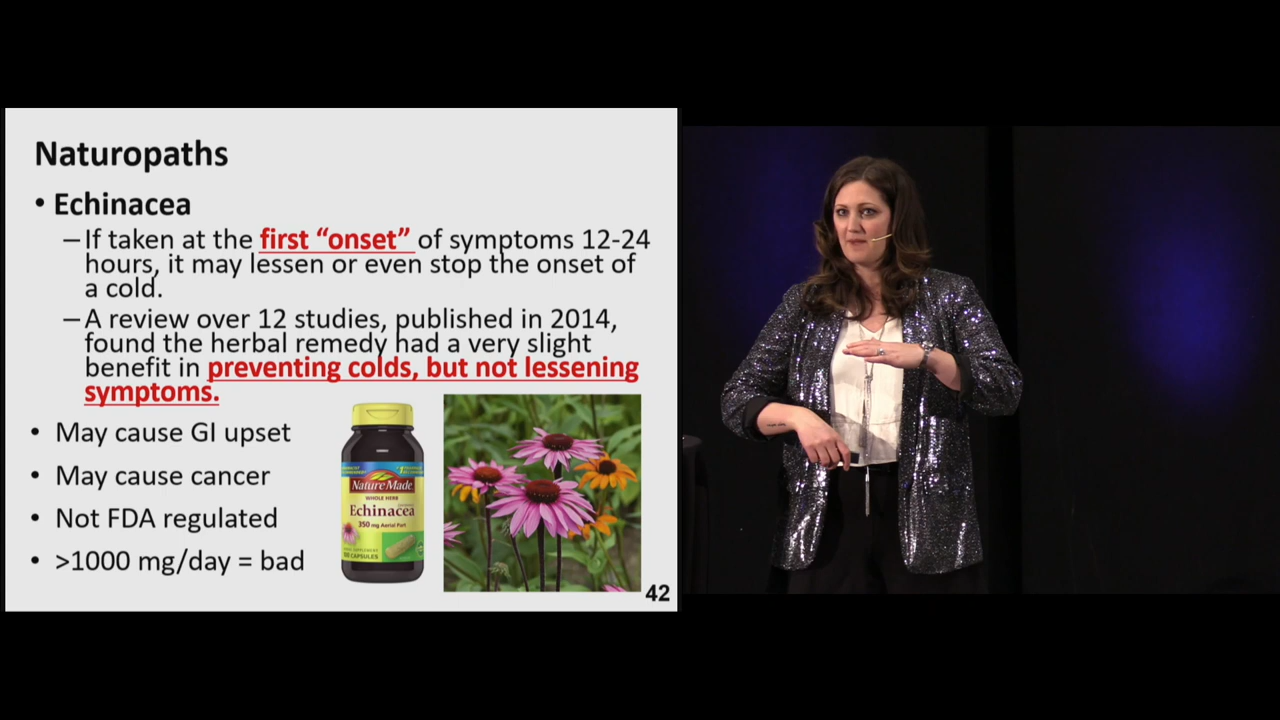 Naturopaths
• Echinacea
– If taken at the first “onset” of symptoms 12-24
hours, it may lessen or even stop the onset of
a cold.
– A review over 12 studies, published in 2014,
found the herbal remedy had a very slight
benefit in preventing colds, but not lessening
symptoms.
• May cause GI upset
• May cause cancer
• Not FDA regulated
• >1000 mg/day = bad
Nature Made
WHOLE HERB
Echinacea
350 mg Aerial Part
CAPSULES
42